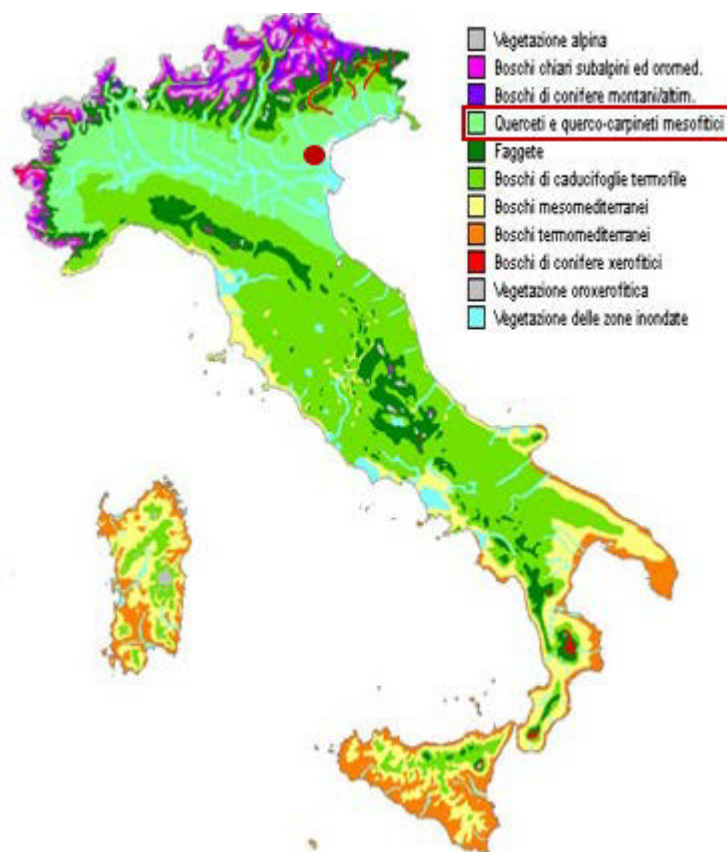 Vegetazione alpina
Boschi chiari subalpini ed oromed.
Boschi di conifere montani/altim.
Querceti e querco-carpineti mesofitici
Faggete
Boschi di caducifoglie termofile
Boschi mesomediterranei
Boschi termomediterranei
Boschi di conifere xerofitici
Vegetazione oroxerofitica
Vegetazione delle zone inondate